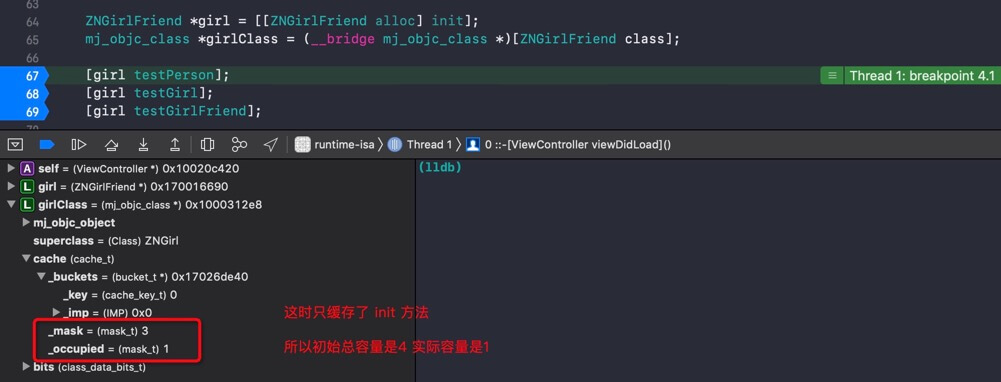 63
64 ZNGirlFriend *girl = [[ZNGirlFriend alloc] init];
65 mj_objc_class *girlClass = (__bridge mj_objc_class *)[ZNGirlFriend class];
66
67 [girl testPerson];
Thread 1: breakpoint 4.1
68 [girl testGirl];
69 [girl testGirlFriend];
70
runtime-isa
Thread 1
0 ::-[ViewController viewDidLoad]()
A self = (ViewController *) 0x10020c420
(lldb)
L girl = (ZNGirlFriend *) 0x170016690
L girlClass = (mj_objc_class *) 0x1000312e8
mj_objc_object
superclass = (Class) ZNGirl
cache (cache_t)
_buckets = (bucket_t *) 0x17026de40
_key = (cache_key_t) 0
_imp = (IMP) 0x0
这时只缓存了 init 方法
_mask = (mask_t) 3
_occupied = (mask_t) 1
所以初始总容量是4 实际容量是1
bits (class_data_bits_t)